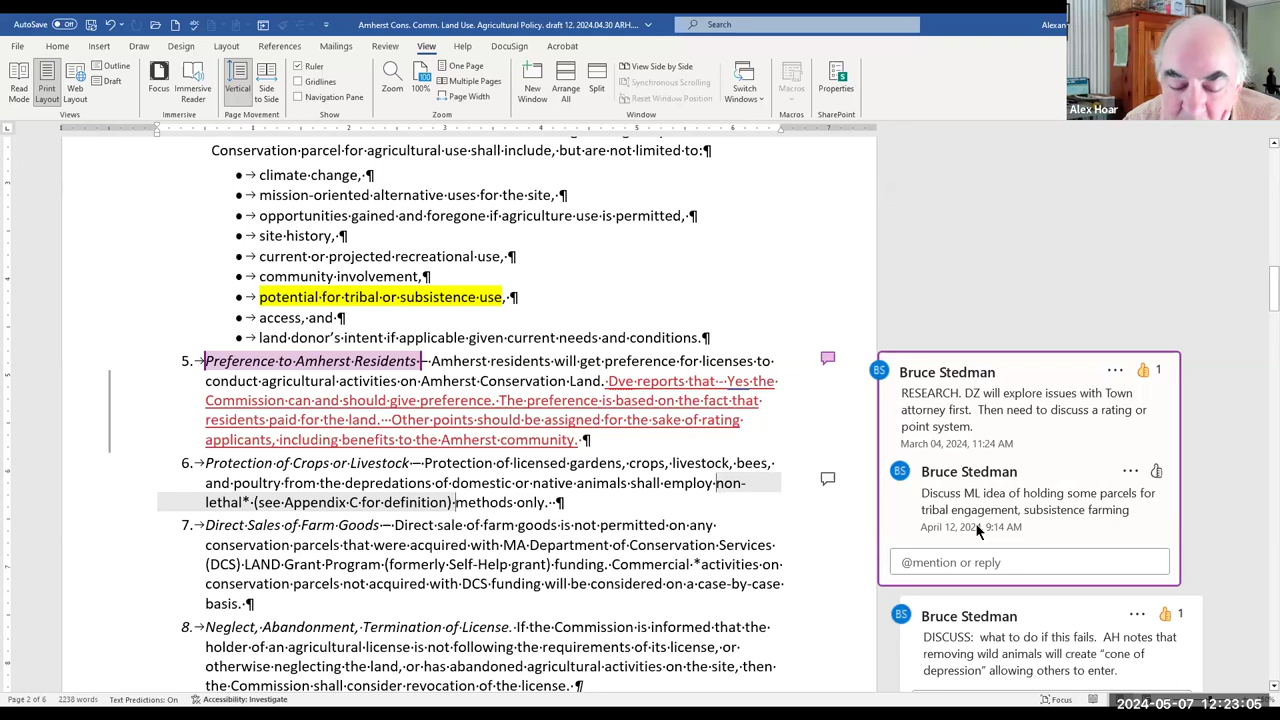 AutoSave Off Amherst Cons. Comm. Land Use. Agricultural Policy. draft 12. 2024.04.30 ARH.... Search Alexan
File Home Insert Draw Design Layout References Mailings Review View Help DocuSign Acrobat
Read Mode Print Layout Web Layout Outline Draft Views
Focus Immersive Reader Immersive
Vertical Side to Side Page Movement
Ruler Gridlines Navigation Pane Show
Zoom 100% One Page Multiple Pages Page Width Zoom
New Window Arrange All Split View Side by Side Synchronous Scrolling Reset Window Position Switch Windows Window
Macros Macros
Properties SharePoint
Alex Hoar
Conservation·parcel·for·agricultural·use·shall·include,·but·are·not·limited·to:¶
•→climate·change,·¶
•→mission-oriented·alternative·uses·for·the·site,·¶
•→opportunities·gained·and·foregone·if·agriculture·use·is·permitted,·¶
•→site·history,·¶
•→current·or·projected·recreational·use,·¶
•→community·involvement,¶
•→potential·for·tribal·or·subsistence·use,·¶
•→access,·and·¶
•→land·donor's·intent·if·applicable·given·current·needs·and·conditions.¶
5.→Preference·to·Amherst·Residents·–·Amherst·residents·will·get·preference·for·licenses·to·
conduct·agricultural·activities·on·Amherst·Conservation·Land.·Dve·reports·that·-·Yes·the·
Commission·can·and·should·give·preference.·The·preference·is·based·on·the·fact·that·
residents·paid·for·the·land.···Other·points·should·be·assigned·for·the·sake·of·rating·
applicants,·including·benefits·to·the·Amherst·community.·¶
6.→Protection·of·Crops·or·Livestock·–·Protection·of·licensed·gardens,·crops,·livestock,·bees,·
and·poultry·from·the·depredations·of·domestic·or·native·animals·shall·employ·non-
lethal*·(see·Appendix·C·for·definition)·methods·only.··¶
7.→Direct·Sales·of·Farm·Goods·–·Direct·sale·of·farm·goods·is·not·permitted·on·any·
conservation·parcels·that·were·acquired·with·MA·Department·of·Conservation·Services·
(DCS)·LAND·Grant·Program·(formerly·Self-Help·grant)·funding.·Commercial·*activities·on·
conservation·parcels·not·acquired·with·DCS·funding·will·be·considered·on·a·case-by-case·
basis.·¶
8.→Neglect,·Abandonment,·Termination·of·License.·If·the·Commission·is·informed·that·the·
holder·of·an·agricultural·license·is·not·following·the·requirements·of·its·license,·or·
otherwise·neglecting·the·land,·or·has·abandoned·agricultural·activities·on·the·site,·then·
the·Commission·shall·consider·revocation·of·the·license.·¶
BS Bruce Stedman ... 1
RESEARCH. DZ will explore issues with Town
attorney first. Then need to discuss a rating or
point system.
March 04, 2024, 11:24 AM
BS Bruce Stedman ...
Discuss ML idea of holding some parcels for
tribal engagement, subsistence farming
April 12, 2024, 9:14 AM
@mention or reply
BS Bruce Stedman ... 1
DISCUSS: what to do if this fails. AH notes that
removing wild animals will create "cone of
depression" allowing others to enter.
Page 2 of 6 2238 words Text Predictions: On Accessibility: Investigate Focus
2024-05-07 12:23:05